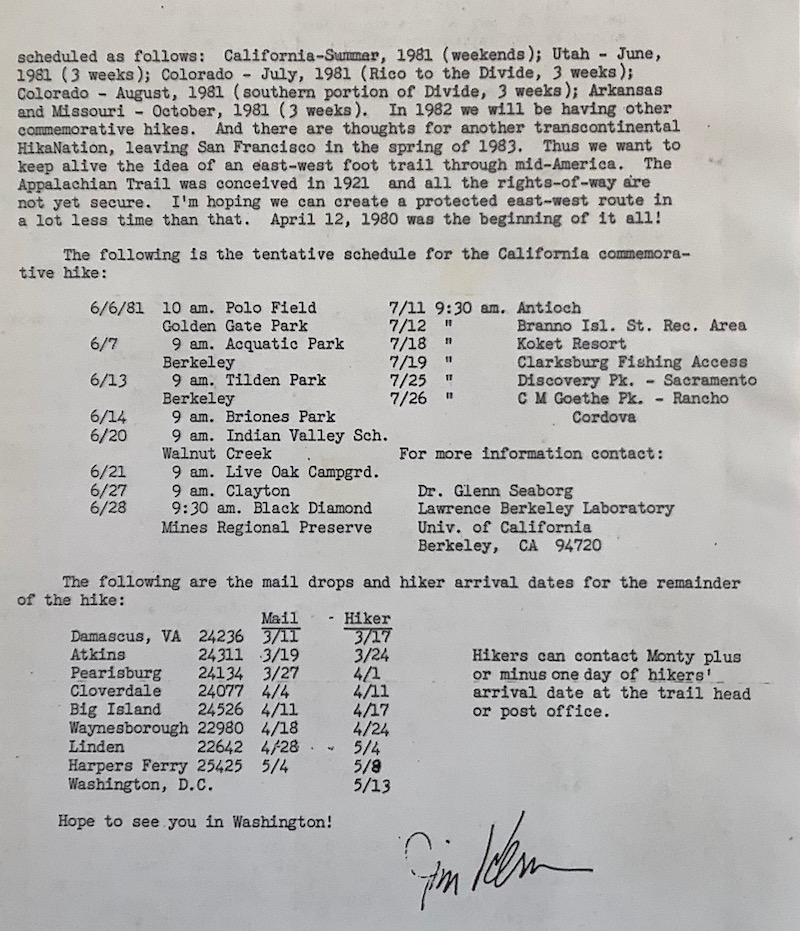 scheduled as follows: California-Summer, 1981 (weekends); Utah - June,
1981 (3 weeks); Colorado - July, 1981 (Rico to the Divide, 3 weeks);
Colorado - August, 1981 (southern portion of Divide, 3 weeks); Arkansas
and Missouri - October, 1981 (3 weeks). In 1982 we will be having other
commemorative hikes. And there are thoughts for another transcontinental
HikaNation, leaving San Francisco in the spring of 1983. Thus we want to
keep alive the idea of an east-west foot trail through mid-America. The
Appalachian Trail was conceived in 1921 and all the rights-of-way are
not yet secure. I'm hoping we can create a protected east-west route in
a lot less time than that. April 12, 1980 was the beginning of it all!
The following is the tentative schedule for the California commemora-
tive hike:
6/6/81 10 am. Polo Field
Golden Gate Park
6/7 9 am. Acquatic Park
Berkeley
6/13 9 am. Tilden Park
Berkeley
6/14 9 am. Briones Park
6/20 9 am. Indian Valley Sch.
Walnut Creek
6/21 9 am. Live Oak Campgrd.
6/27 9 am. Clayton
6/28 9:30 am. Black Diamond
Mines Regional Preserve
7/11 9:30 am. Antioch
7/12 " Branno Isl. St. Rec. Area
7/18 " Koket Resort
7/19 " Clarksburg Fishing Access
7/25 " Discovery Pk. - Sacramento
7/26 " C M Goethe Pk. - Rancho
Cordova
For more information contact:
Dr. Glenn Seaborg
Lawrence Berkeley Laboratory
Univ. of California
Berkeley, CA 94720
The following are the mail drops and hiker arrival dates for the remainder
of the hike:
Mail - Hiker
Damascus, VA 24236 3/11 3/17
Atkins 24311 3/19 3/24
Pearisburg 24134 3/27 4/1
Cloverdale 24077 4/4 4/11
Big Island 24526 4/11 4/17
Waynesborough 22980 4/18 4/24
Linden 22642 4/28 5/4
Harpers Ferry 25425 5/4 5/8
Washington, D.C. 5/13
Hikers can contact Monty plus
or minus one day of hikers'
arrival date at the trail head
or post office.
Hope to see you in Washington!
Jim Kern